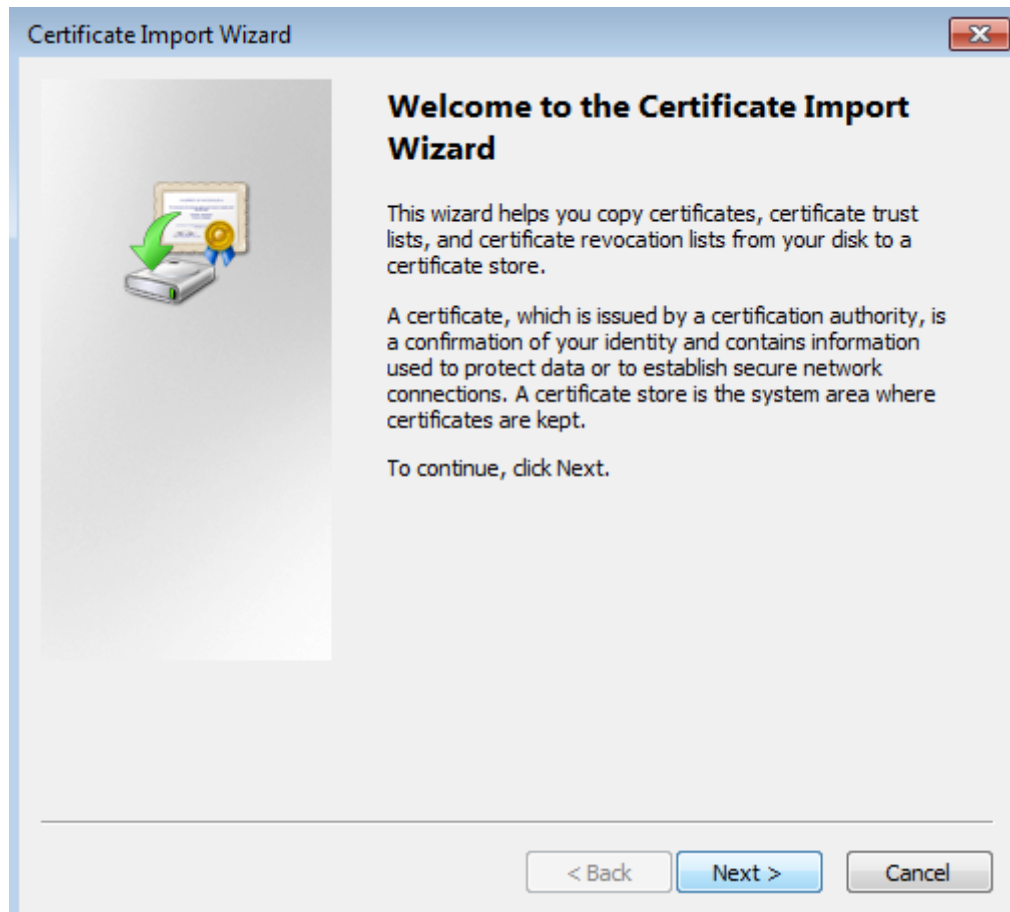 Certificate Import Wizard
Welcome to the Certificate Import
Wizard
This wizard helps you copy certificates, certificate trust
lists, and certificate revocation lists from your disk to a
certificate store.
A certificate, which is issued by a certification authority, is
a confirmation of your identity and contains information
used to protect data or to establish secure network
connections. A certificate store is the system area where
certificates are kept.
To continue, click Next.
< Back Next > Cancel